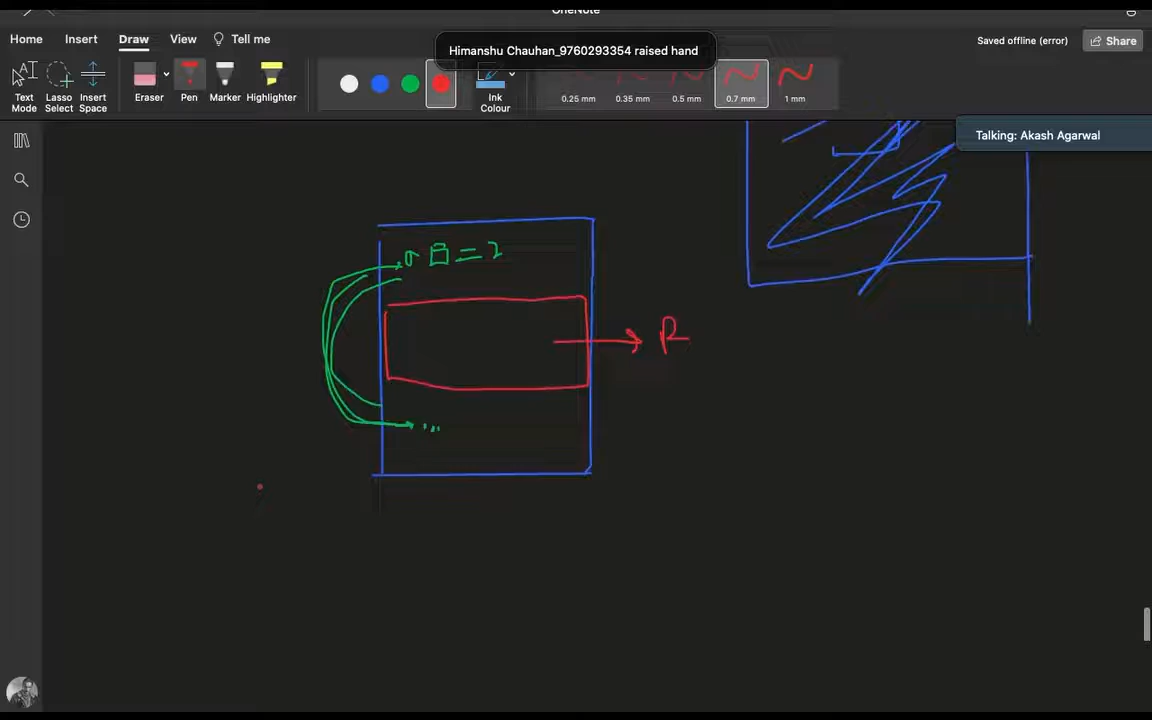 OneNote
Himanshu Chauhan_9760293354 raised hand
Home Insert Draw View Tell me
Saved offline (error) Share
Text Mode
Lasso Select
Insert Space
Eraser
Pen
Marker
Highlighter
Ink Colour
0.25 mm 0.35 mm 0.5 mm 0.7 mm 1 mm
Talking: Akash Agarwal
= 2
R
...